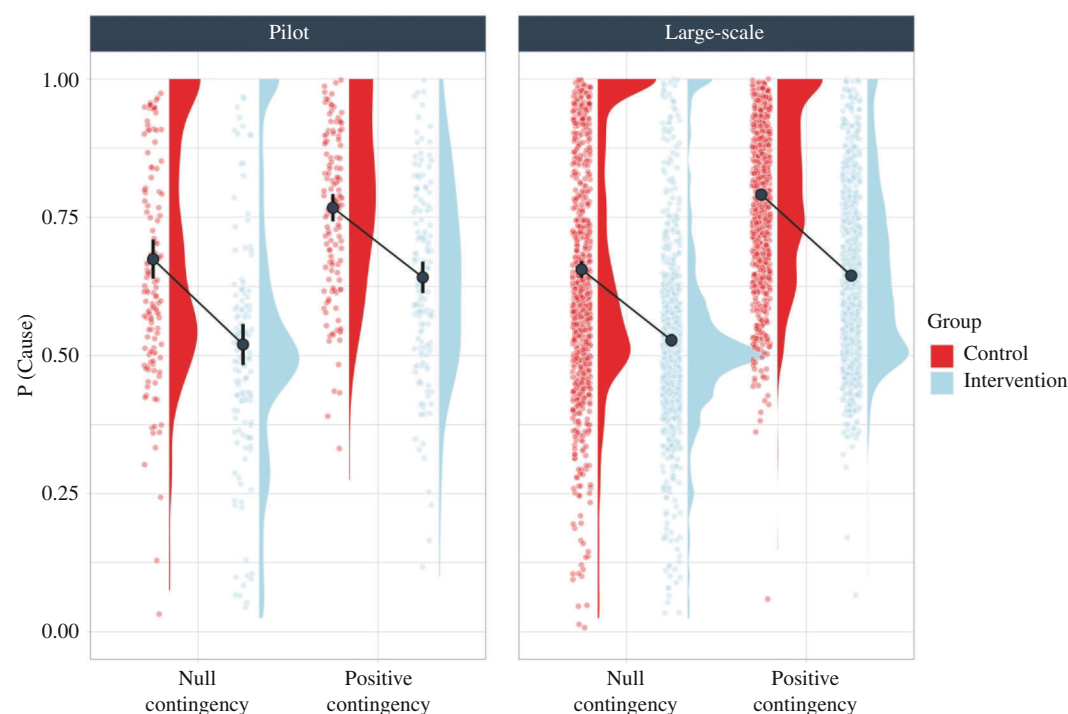 Pilot
Large-scale
P (Cause)
1.00
0.75
0.50
0.25
0.00
Null
contingency
Positive
contingency
Null
contingency
Positive
contingency
Group
Control
Intervention